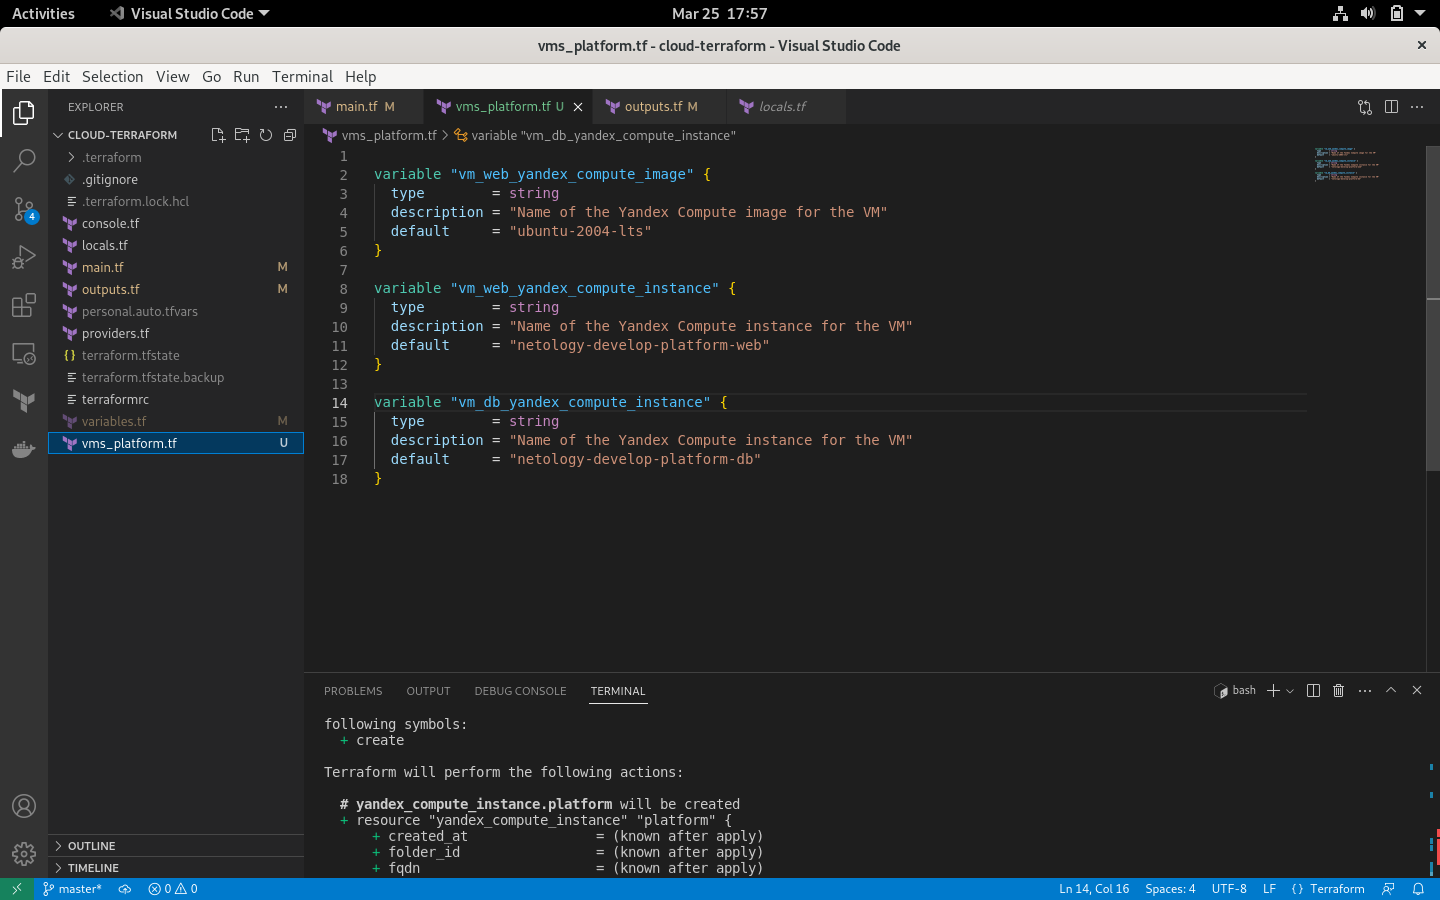 Activities
Visual Studio Code
Mar 25 17:57
vms_platform.tf - cloud-terraform - Visual Studio Code
File Edit Selection View Go Run Terminal Help
EXPLORER
main.tf M
vms_platform.tf U
outputs.tf M
locals.tf
CLOUD-TERRAFORM
vms_platform.tf > variable "vm_db_yandex_compute_instance"
.terraform
.gitignore
.terraform.lock.hcl
console.tf
locals.tf
main.tf M
outputs.tf M
personal.auto.tfvars
providers.tf
terraform.tfstate
terraform.tfstate.backup
terraformrc
variables.tf M
vms_platform.tf U
4
OUTLINE
TIMELINE
1
2 variable "vm_web_yandex_compute_image" {
3 type = string
4 description = "Name of the Yandex Compute image for the VM"
5 default = "ubuntu-2004-lts"
6 }
7
8 variable "vm_web_yandex_compute_instance" {
9 type = string
10 description = "Name of the Yandex Compute instance for the VM"
11 default = "netology-develop-platform-web"
12 }
13
14 variable "vm_db_yandex_compute_instance" {
15 type = string
16 description = "Name of the Yandex Compute instance for the VM"
17 default = "netology-develop-platform-db"
18 }
PROBLEMS OUTPUT DEBUG CONSOLE TERMINAL
bash
following symbols:
+ create
Terraform will perform the following actions:
# yandex_compute_instance.platform will be created
+ resource "yandex_compute_instance" "platform" {
+ created_at = (known after apply)
+ folder_id = (known after apply)
+ fqdn = (known after apply)
master* 0 0
Ln 14, Col 16 Spaces: 4 UTF-8 LF {} Terraform